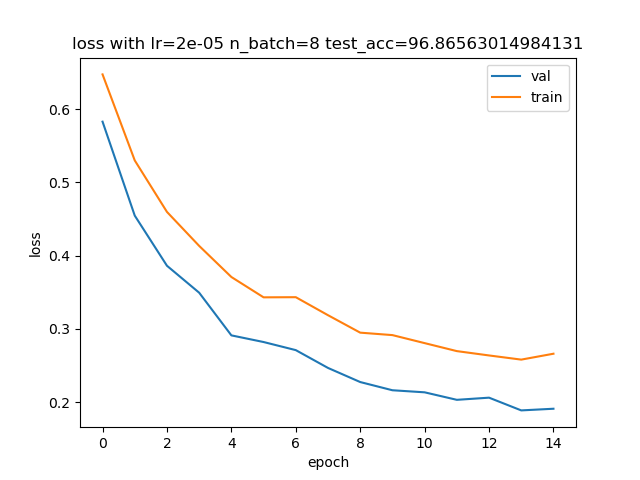 loss with lr=2e-05 n_batch=8 test_acc=96.86563014984131
val
train
0.6
0.5
0.4
0.3
0.2
loss
0 2 4 6 8 10 12 14
epoch